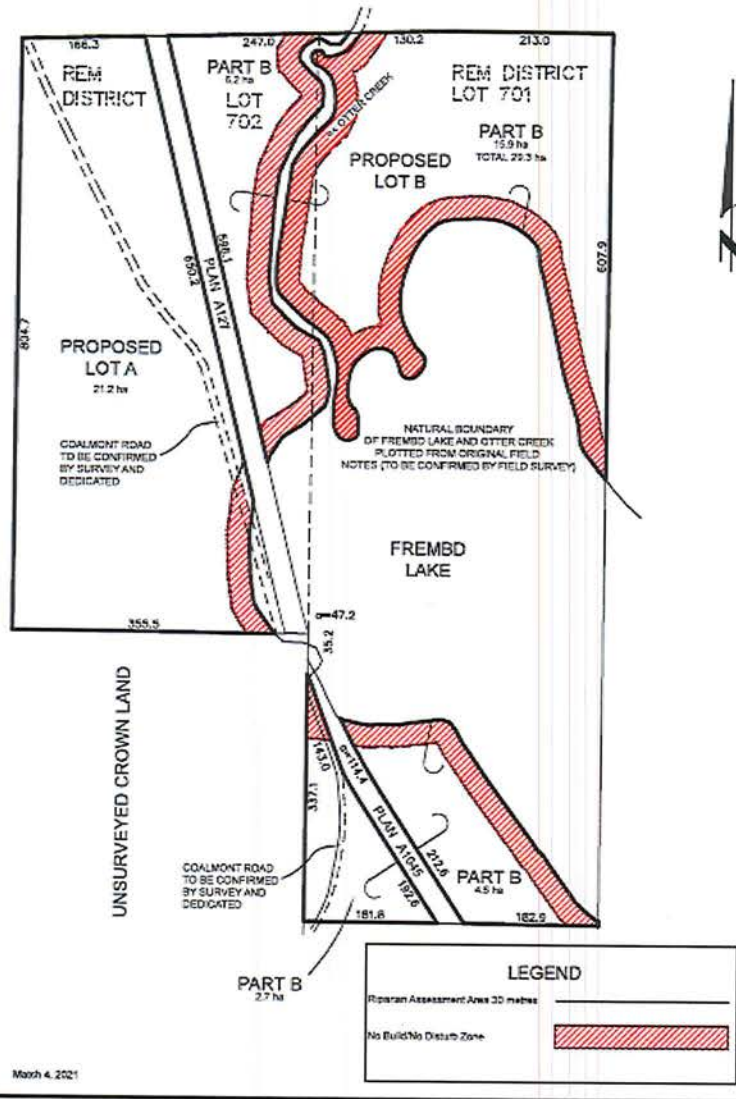 166.3
247.0
130.2
213.0
REM
DISTRICT
PART B
6.2 ha
LOT
702
OTTER CREEK
REM DISTRICT
LOT 701
PART B
15.9 ha
TOTAL 29.3 ha
PROPOSED
LOT B
804.7
650.2
PLAN A127
686.1
607.9
PROPOSED
LOT A
21.2 ha
COALMONT ROAD
TO BE CONFIRMED
BY SURVEY AND
DEDICATED
NATURAL BOUNDARY
OF FREMBD LAKE AND OTTER CREEK
PLOTTED FROM ORIGINAL FIELD
NOTES (TO BE CONFIRMED BY FIELD SURVEY)
FREMBD
LAKE
355.5
a=47.2
35.2
UNSURVEYED CROWN LAND
143.0
a=114.4
337.1
PLAN A1045
212.6
192.6
COALMONT ROAD
TO BE CONFIRMED
BY SURVEY AND
DEDICATED
PART B
4.5 ha
181.8
182.9
PART B
2.7 ha
LEGEND
Riparian Assessment Area 30 metres
No Build/No Disturb Zone
March 4, 2021